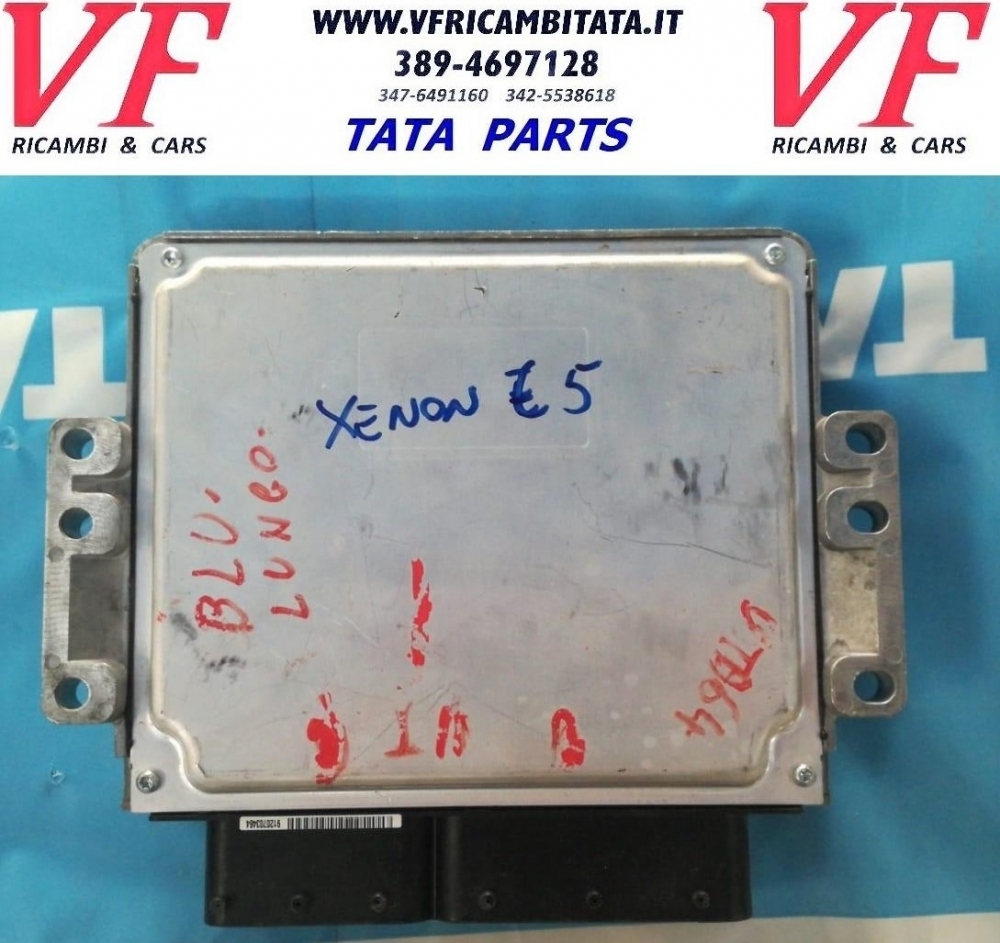 VF
RICAMBI & CARS
WWW.VFRICAMBITATA.IT
389-4697128
347-6491160 342-5538618
TATA PARTS
VF
RICAMBI & CARS
XENON E5
BLU'
LUNGO.
9120703464